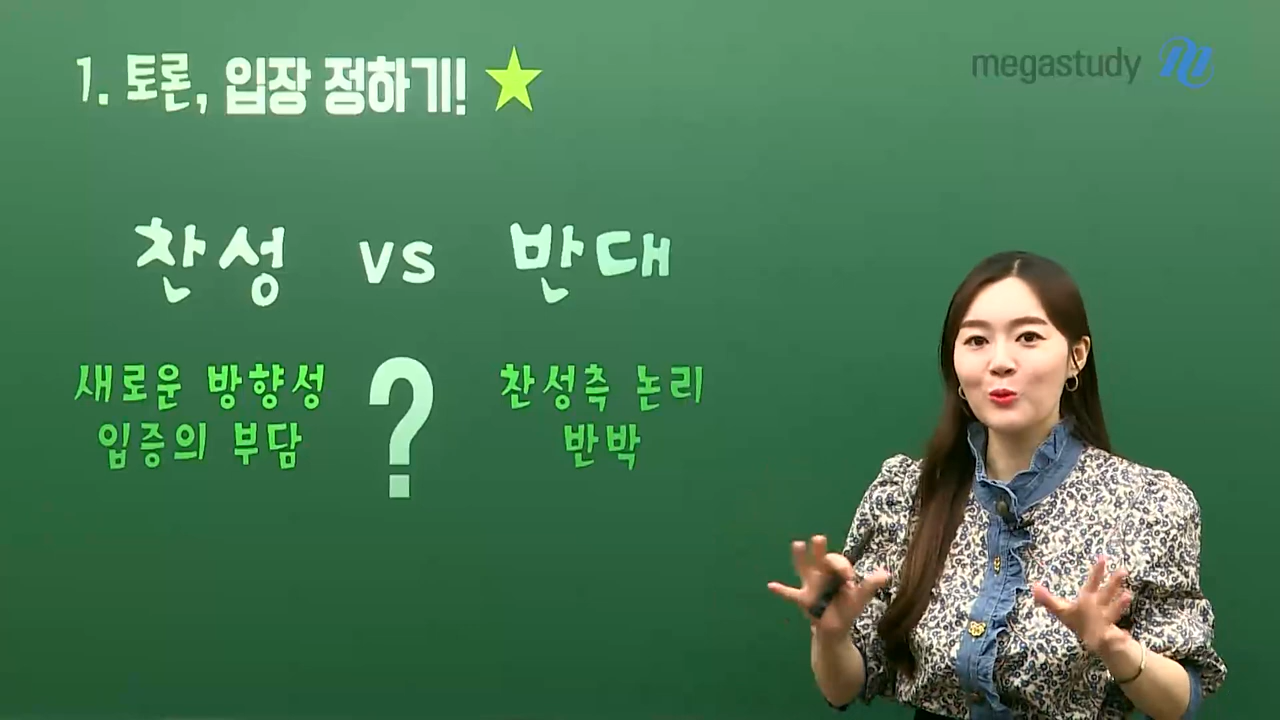 1. 토론, 입장 정하기!
megastudy
찬성 vs 반대
새로운 방향성
입증의 부담
?
찬성측 논리
반박